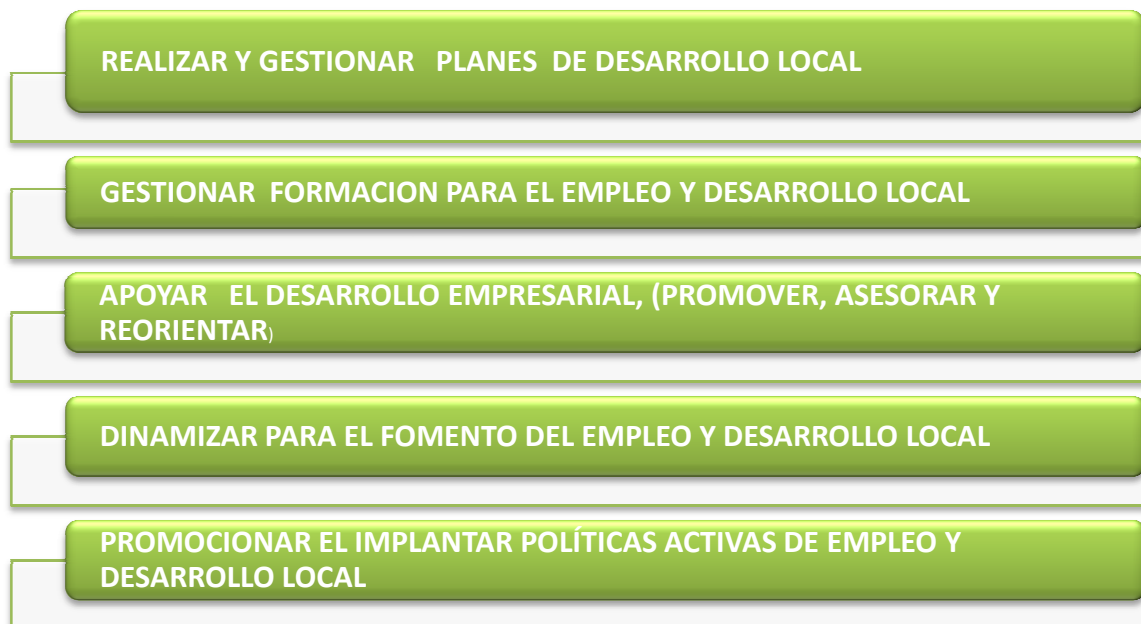 REALIZAR Y GESTIONAR PLANES DE DESARROLLO LOCAL
GESTIONAR FORMACION PARA EL EMPLEO Y DESARROLLO LOCAL
APOYAR EL DESARROLLO EMPRESARIAL, (PROMOVER, ASESORAR Y
REORIENTAR)
DINAMIZAR PARA EL FOMENTO DEL EMPLEO Y DESARROLLO LOCAL
PROMOCIONAR EL IMPLANTAR POLÍTICAS ACTIVAS DE EMPLEO Y
DESARROLLO LOCAL